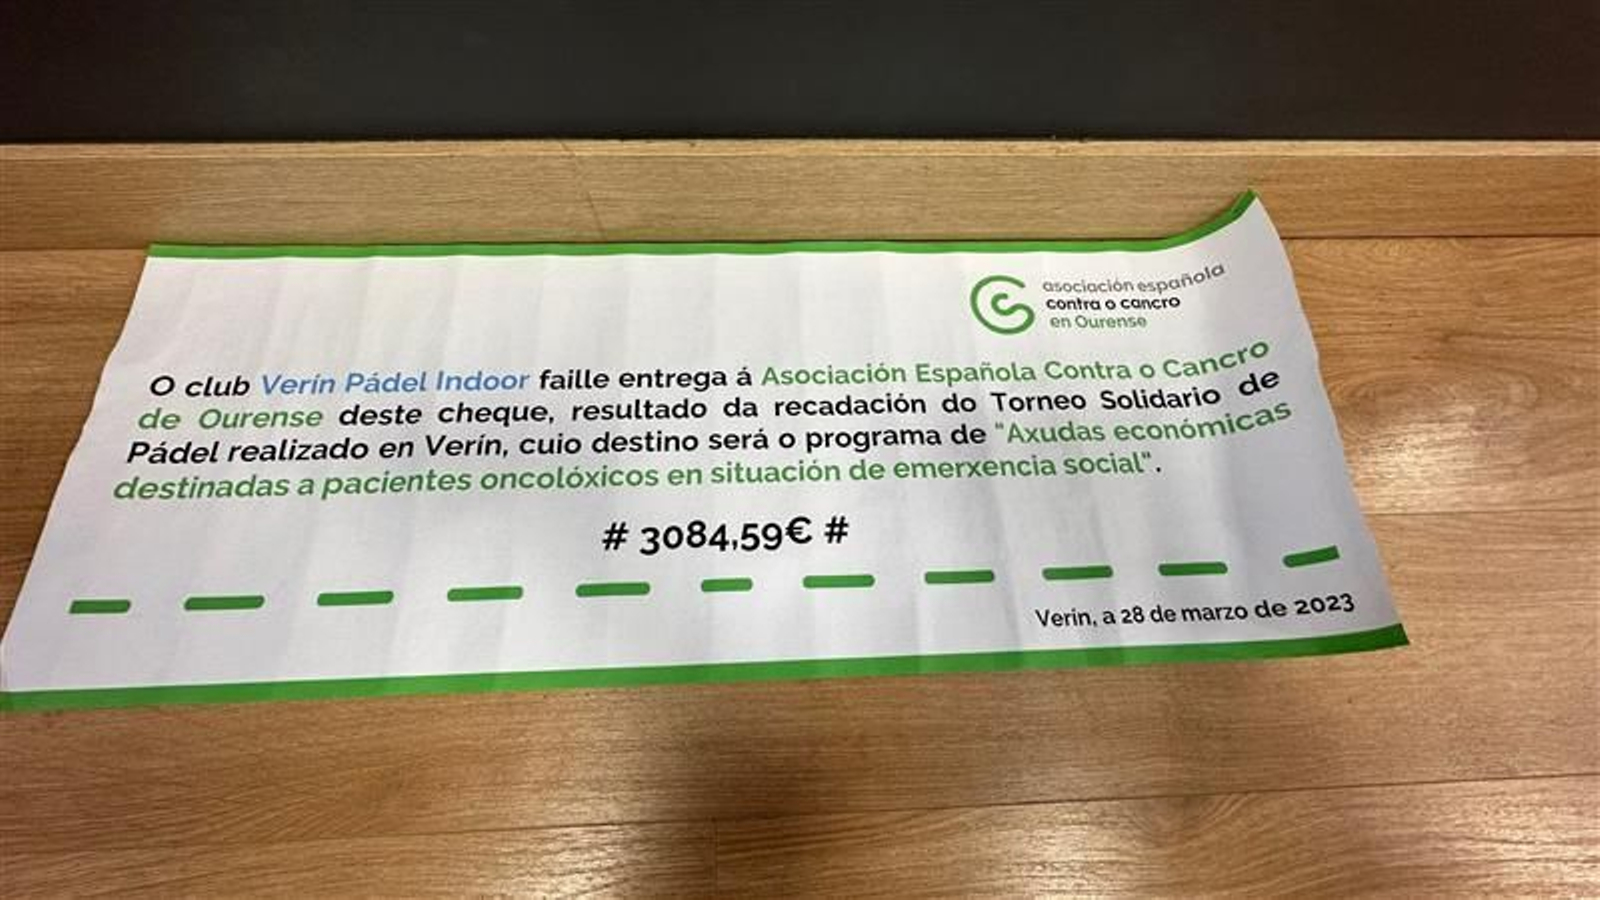 asociación española
contra o cancro
en Ourense
O club Verín Pádel Indoor faille entrega á Asociación Española Contra o Cancro
de Ourense deste cheque, resultado da recadación do Torneo Solidario de
Pádel realizado en Verín, cuio destino será o programa de "Axudas económicas
destinadas a pacientes oncolóxicos en situación de emerxencia social".
# 3084,59€ #
Verín, a 28 de marzo de 2023